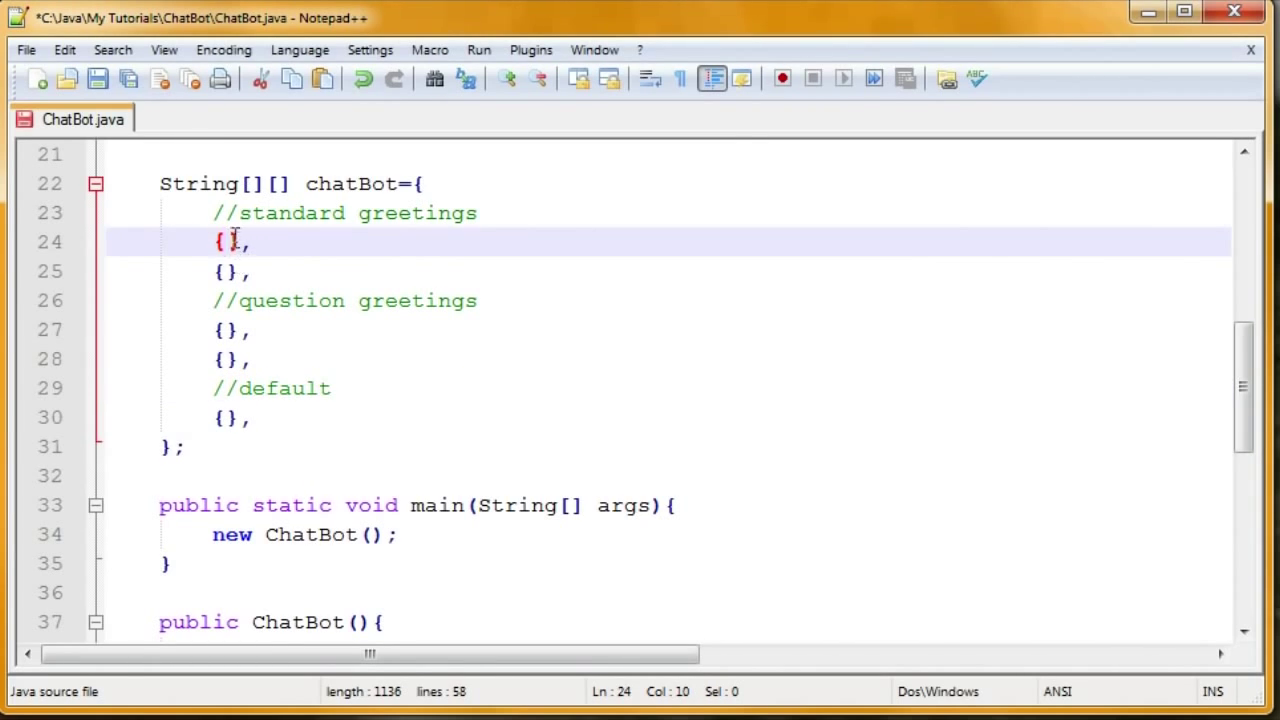 *C:\Java\My Tutorials\ChatBot\ChatBot.java - Notepad++
File Edit Search View Encoding Language Settings Macro Run Plugins Window ? X
ABC
ChatBot.java
21
22 String[][] chatBot={
23 //standard greetings
24 {},
25 {},
26 //question greetings
27 {},
28 {},
29 //default
30 {},
31 };
32
33 public static void main(String[] args){
34 new ChatBot();
35 }
36
37 public ChatBot(){
Java source file length : 1136 lines : 58 Ln : 24 Col : 10 Sel : 0 Dos\Windows ANSI INS